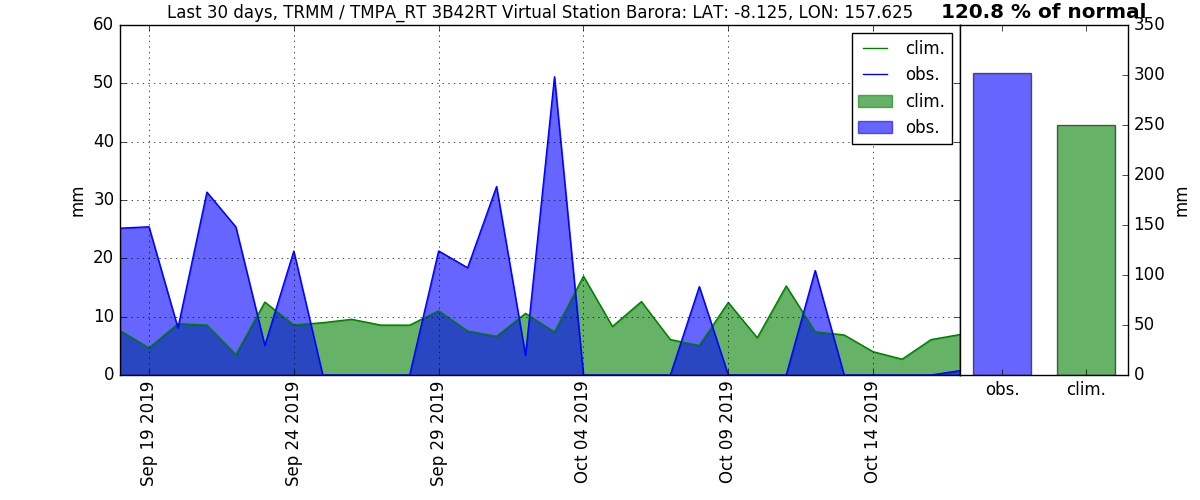 Last 30 days, TRMM / TMPA_RT 3B42RT Virtual Station Barora: LAT: -8.125, LON: 157.625
120.8 % of normal
60
50
40
30
20
10
0
mm
clim.
obs.
clim.
obs.
350
300
250
200
150
100
50
0
mm
Sep 19 2019
Sep 24 2019
Sep 29 2019
Oct 04 2019
Oct 09 2019
Oct 14 2019
obs.
clim.